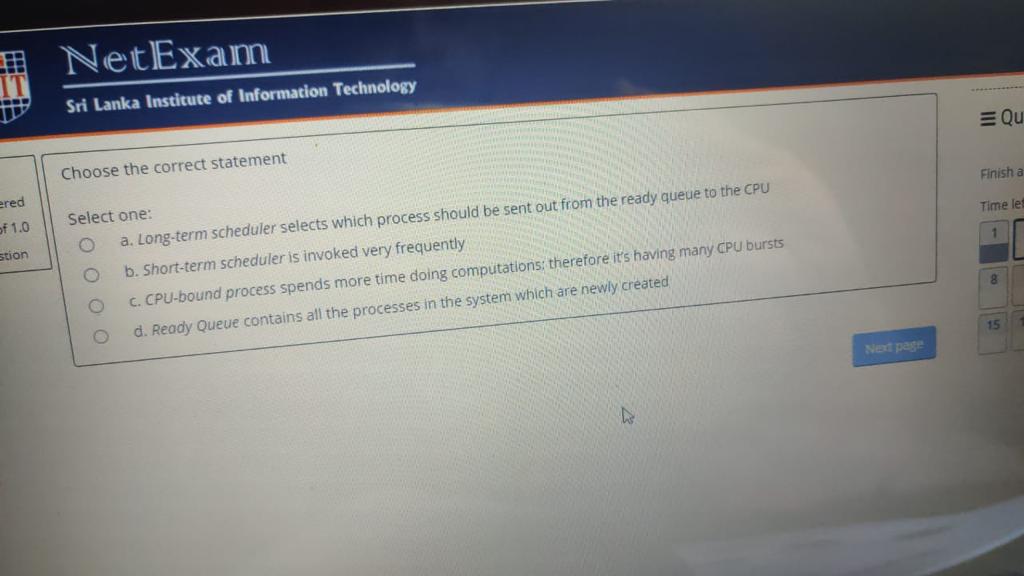 IT
NetExam
Sri Lanka Institute of Information Technology
Choose the correct statement
Select one:
a. Long-term scheduler selects which process should be sent out from the ready queue to the CPU
b. Short-term scheduler is invoked very frequently
c. CPU-bound process spends more time doing computations; therefore it's having many CPU bursts
d. Ready Queue contains all the processes in the system which are newly created
Next page
ered
of 1.0
stion
Qu
Finish a
Time lef
1
8
15